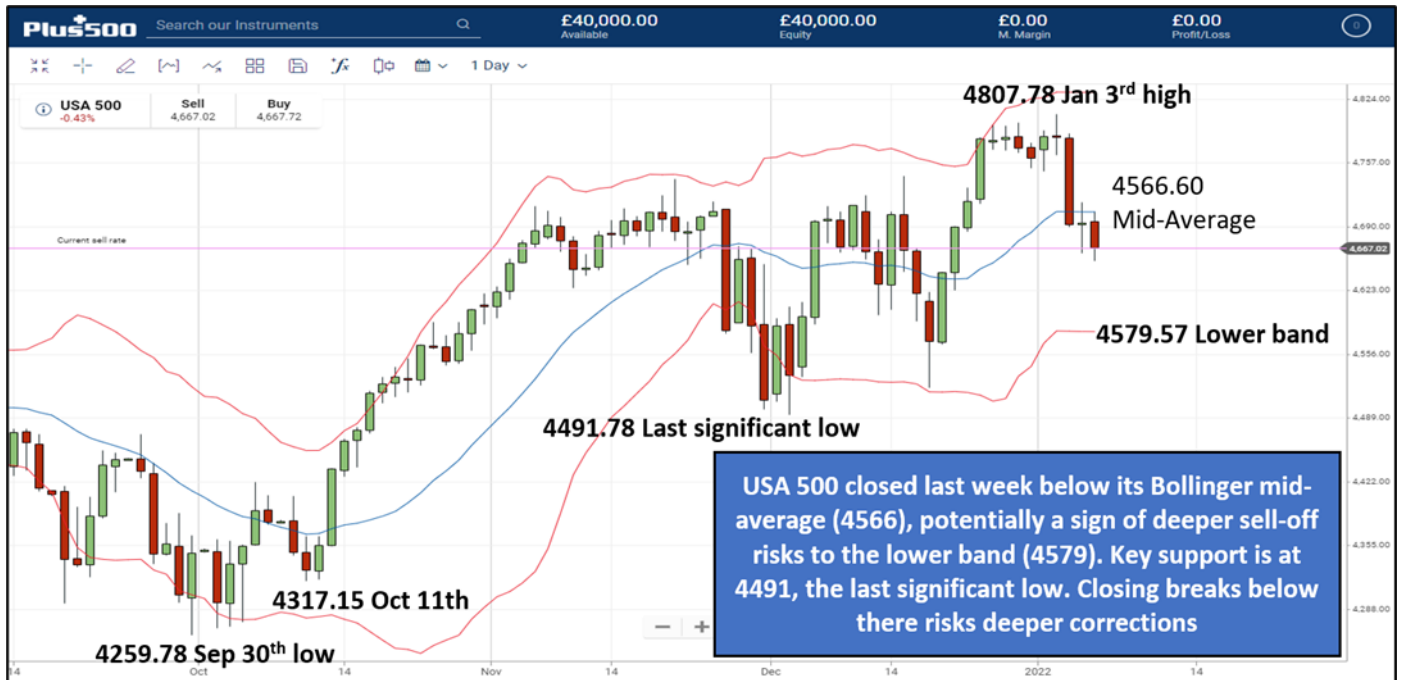 Plus500
Search our Instruments
£40,000.00
Available
£40,000.00
Equity
£0.00
M. Margin
£0.00
Profit/Loss
0
1 Day
USA 500
-0.43%
Sell
4,667.02
Buy
4,667.72
4807.78 Jan 3rd high
4,824.00
4,757.00
4566.60
Mid-Average
4,690.00
Current sell rate
4,667.02
4,623.00
4579.57 Lower band
4,556.00
4491.78 Last significant low
4,489.00
USA 500 closed last week below its Bollinger mid-
average (4566), potentially a sign of deeper sell-off
risks to the lower band (4579). Key support is at
4491, the last significant low. Closing breaks below
there risks deeper corrections
4,422.00
4,355.00
4317.15 Oct 11th
4,288.00
4259.78 Sep 30th low
14
Oct
14
Nov
14
Dec
14
2022
14